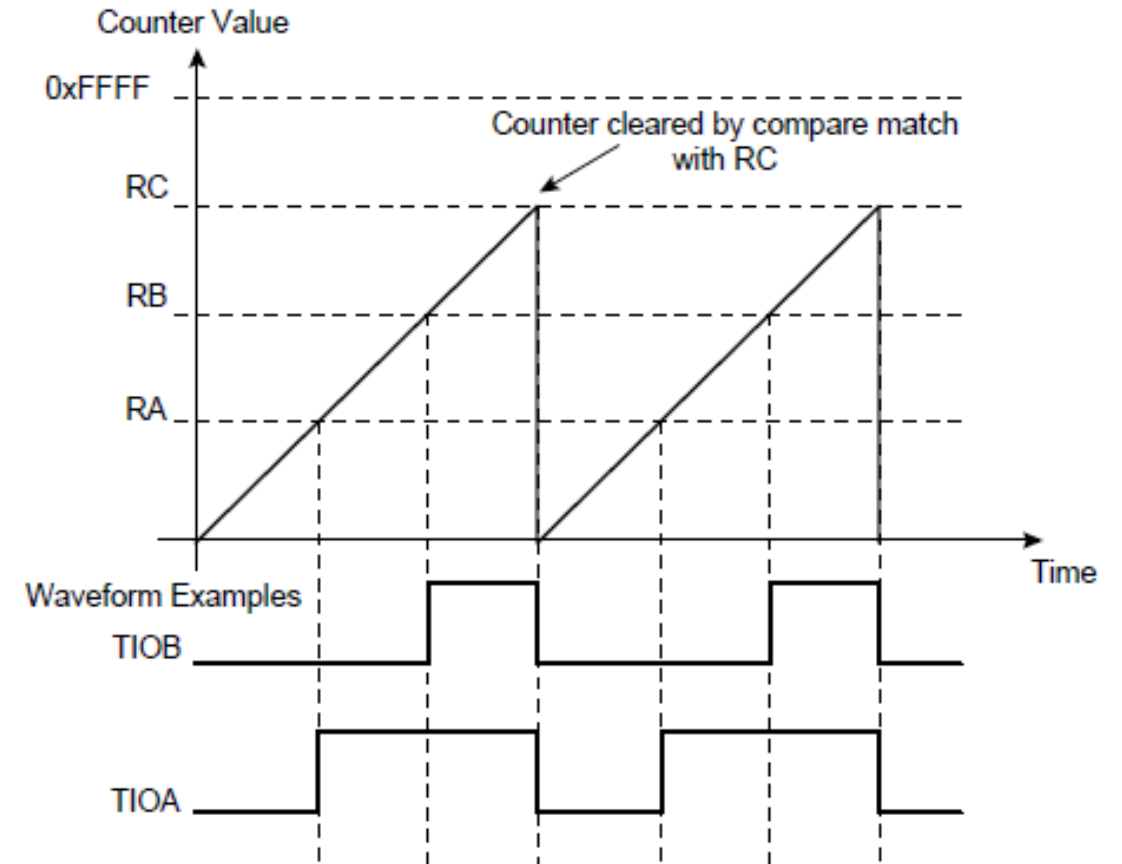 Counter Value
0xFFFF
Counter cleared by compare match
with RC
RC
RB
RA
Time
Waveform Examples
TIOB
TIOA